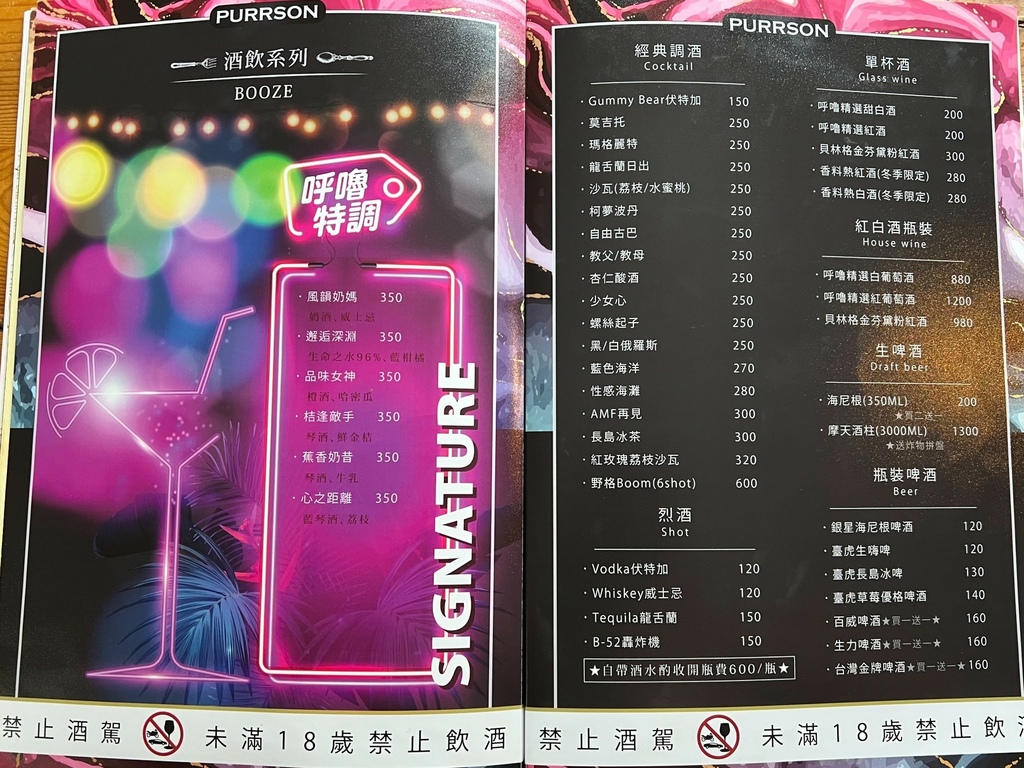 PURRSON
酒飲系列
BOOZE
呼嚕
特調
·風韻奶媽 350
奶酒、威士忌
·邂逅深淵 350
生命之水96%、藍柑橘
·品味女神 350
橙酒、哈密瓜
·桔逢敵手 350
琴酒、鮮金桔
·蕉香奶昔 350
琴酒、牛乳
·心之距離 350
藍琴酒、荔枝
SIGNATURE
禁止酒駕 未滿18歲禁止飲酒
PURRSON
經典調酒
Cocktail
·Gummy Bear伏特加 150
·莫吉托 250
·瑪格麗特 250
·龍舌蘭日出 250
·沙瓦(荔枝/水蜜桃) 250
·柯夢波丹 250
·自由古巴 250
·教父/教母 250
·杏仁酸酒 250
·少女心 250
·螺絲起子 250
·黑/白俄羅斯 250
·藍色海洋 270
·性感海灘 280
·AMF再見 300
·長島冰茶 300
·紅玫瑰荔枝沙瓦 320
·野格Boom(6shot) 600
烈酒
Shot
·Vodka伏特加 120
·Whiskey威士忌 120
·Tequila龍舌蘭 150
·B-52轟炸機 150
★自帶酒水酌收開瓶費600/瓶★
單杯酒
Glass wine
·呼嚕精選甜白酒 200
·呼嚕精選紅酒 200
·貝林格金芬黛粉紅酒 300
·香料熱紅酒(冬季限定) 280
·香料熱白酒(冬季限定) 280
紅白酒瓶裝
House wine
·呼嚕精選白葡萄酒 880
·呼嚕精選紅葡萄酒 1200
·貝林格金芬黛粉紅酒 980
生啤酒
Draft beer
·海尼根(350ML) 200
★買二送一
·摩天酒柱(3000ML) 1300
★送炸物拼盤
瓶裝啤酒
Beer
·銀星海尼根啤酒 120
·臺虎生嗨啤 120
·臺虎長島冰啤 130
·臺虎草莓優格啤酒 140
·百威啤酒★買一送一★ 160
·生力啤酒★買一送一★ 160
·台灣金牌啤酒★買一送一★160
禁止酒駕 未滿18歲禁止飲酒